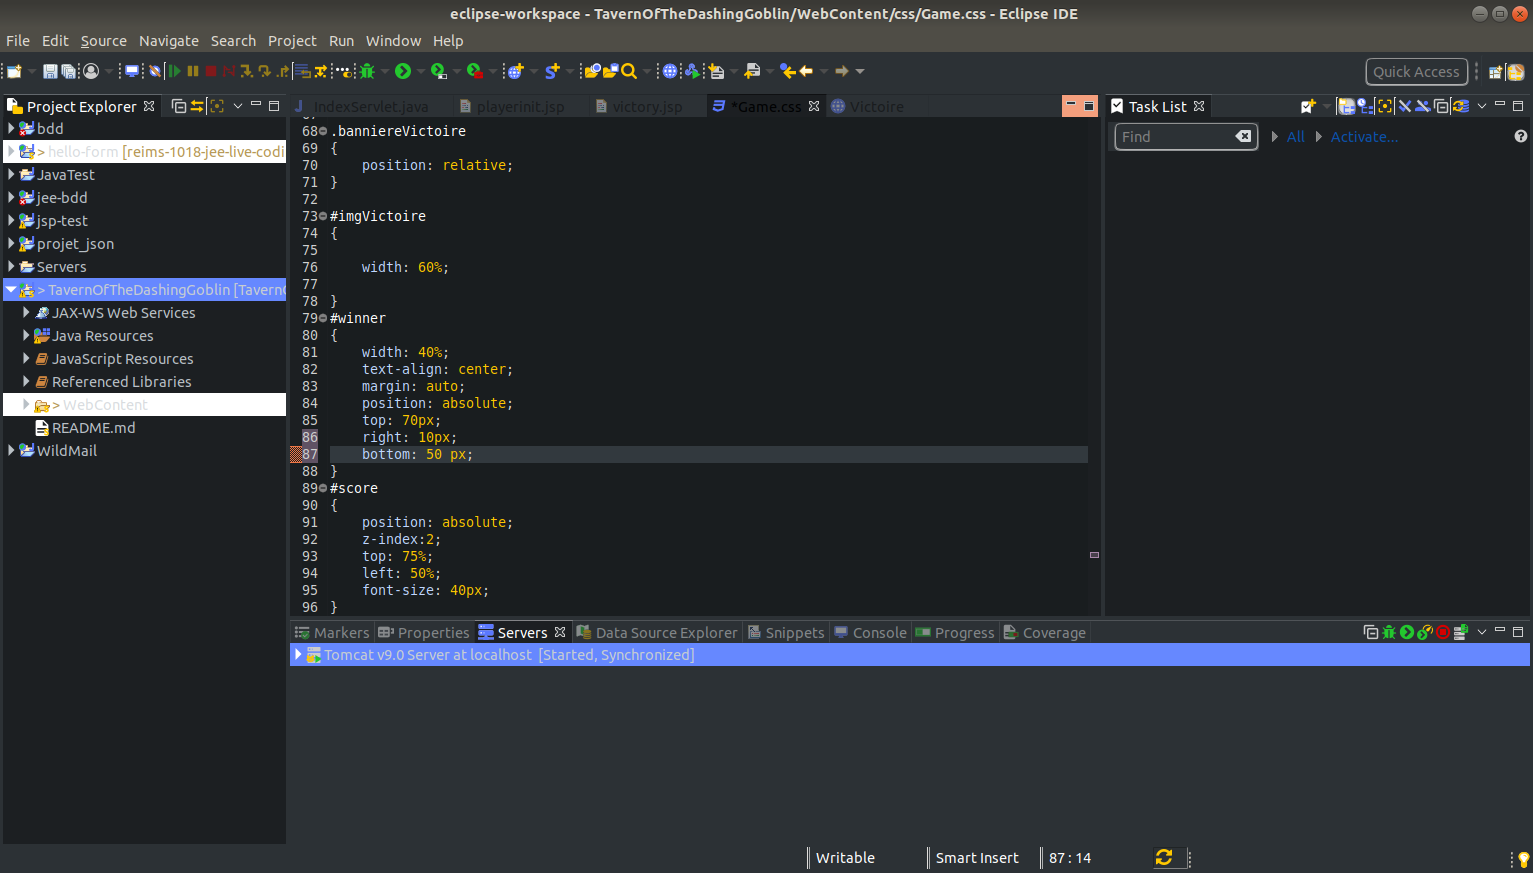 eclipse-workspace - TavernOfTheDashingGoblin/WebContent/css/Game.css - Eclipse IDE
File Edit Source Navigate Search Project Run Window Help
Quick Access
Project Explorer
bdd
> hello-form [reims-1018-jee-live-codi
JavaTest
jee-bdd
jsp-test
projet_json
Servers
> TavernOfTheDashingGoblin [Tavern
JAX-WS Web Services
Java Resources
JavaScript Resources
Referenced Libraries
> WebContent
README.md
WildMail
IndexServlet.java playerinit.jsp victory.jsp *Game.css Victoire
68 .banniereVictoire
69 {
70 position: relative;
71 }
72
73 #imgVictoire
74 {
75
76 width: 60%;
77
78 }
79 #winner
80 {
81 width: 40%;
82 text-align: center;
83 margin: auto;
84 position: absolute;
85 top: 70px;
86 right: 10px;
87 bottom: 50 px;
88 }
89 #score
90 {
91 position: absolute;
92 z-index:2;
93 top: 75%;
94 left: 50%;
95 font-size: 40px;
96 }
Task List
Find All Activate...
Markers Properties Servers Data Source Explorer Snippets Console Progress Coverage
Tomcat v9.0 Server at localhost [Started, Synchronized]
Writable Smart Insert 87 : 14